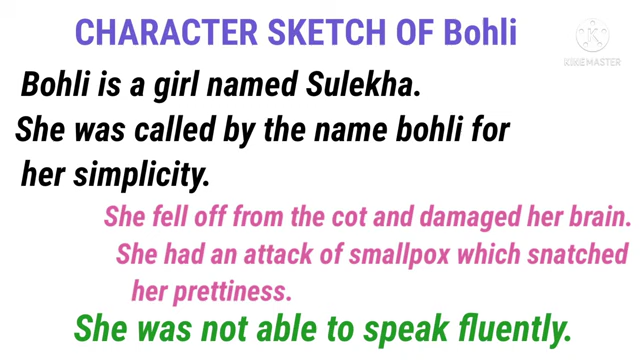 CHARACTER SKETCH OF Bohli
KINEMASTER
Bohli is a girl named Sulekha.
She was called by the name bohli for
her simplicity.
She fell off from the cot and damaged her brain.
She had an attack of smallpox which snatched
her prettiness.
She was not able to speak fluently.